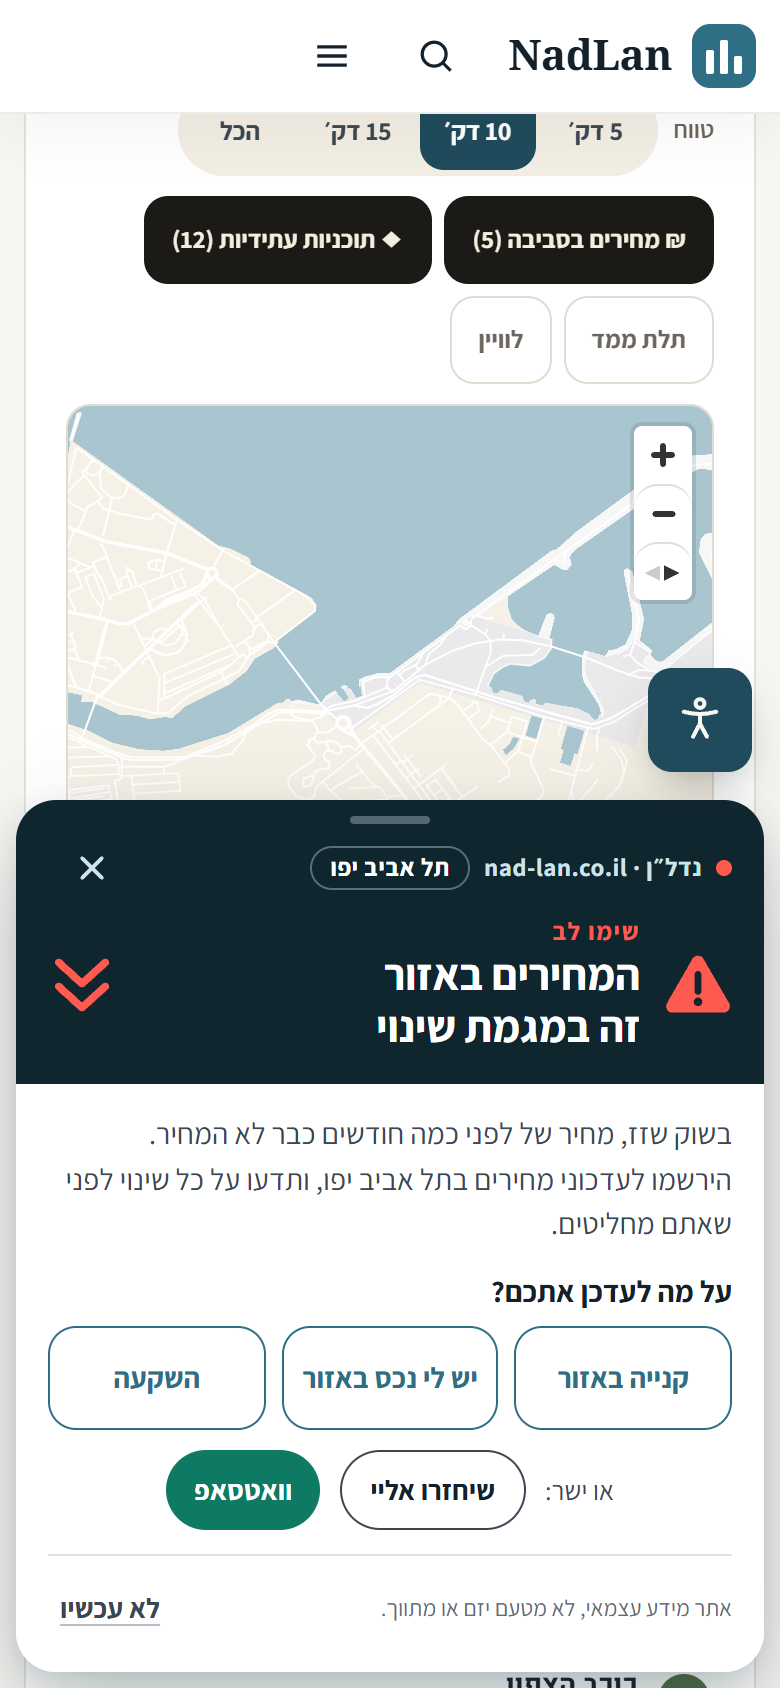 NadLan
טווח
5 דק׳
10 דק׳
15 דק׳
הכל
₪ מחירים בסביבה (5)
◆ תוכניות עתידיות (12)
תלת ממד
לוויין
נדל״ן · nad-lan.co.il
תל אביב יפו
שימו לב
המחירים באזור
זה במגמת שינוי
בשוק שזז, מחיר של לפני כמה חודשים כבר לא המחיר.
הירשמו לעדכוני מחירים בתל אביב יפו, ותדעו על כל שינוי לפני
שאתם מחליטים.
על מה לעדכן אתכם?
קנייה באזור
יש לי נכס באזור
השקעה
או ישר:
שיחזרו אליי
וואטסאפ
אתר מידע עצמאי, לא מטעם יזם או מתווך.
לא עכשיו